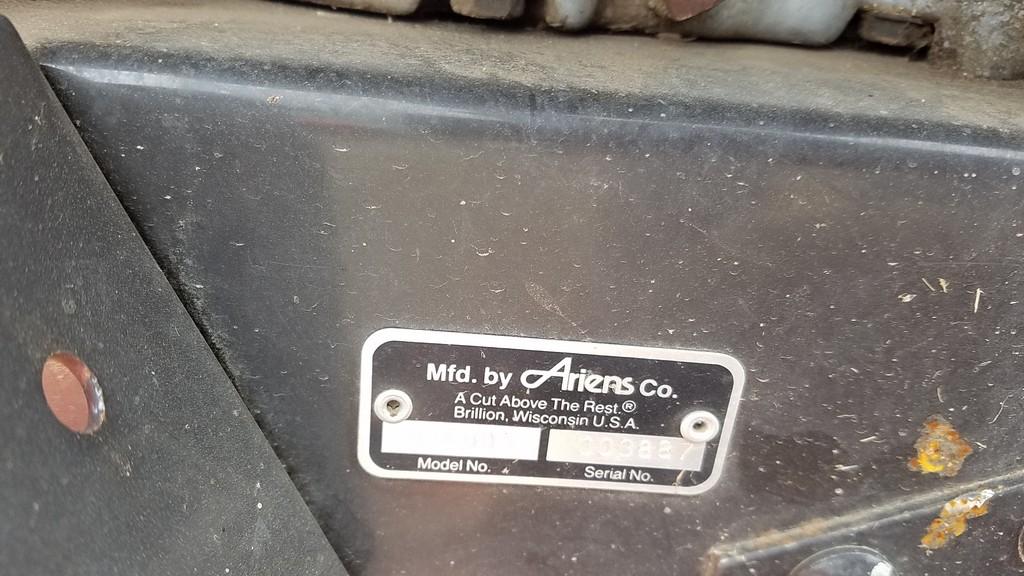 Mfd. by Ariens Co.
A Cut Above The Rest.®
Brillion, Wisconsin U.S.A.
Model No.
Serial No.